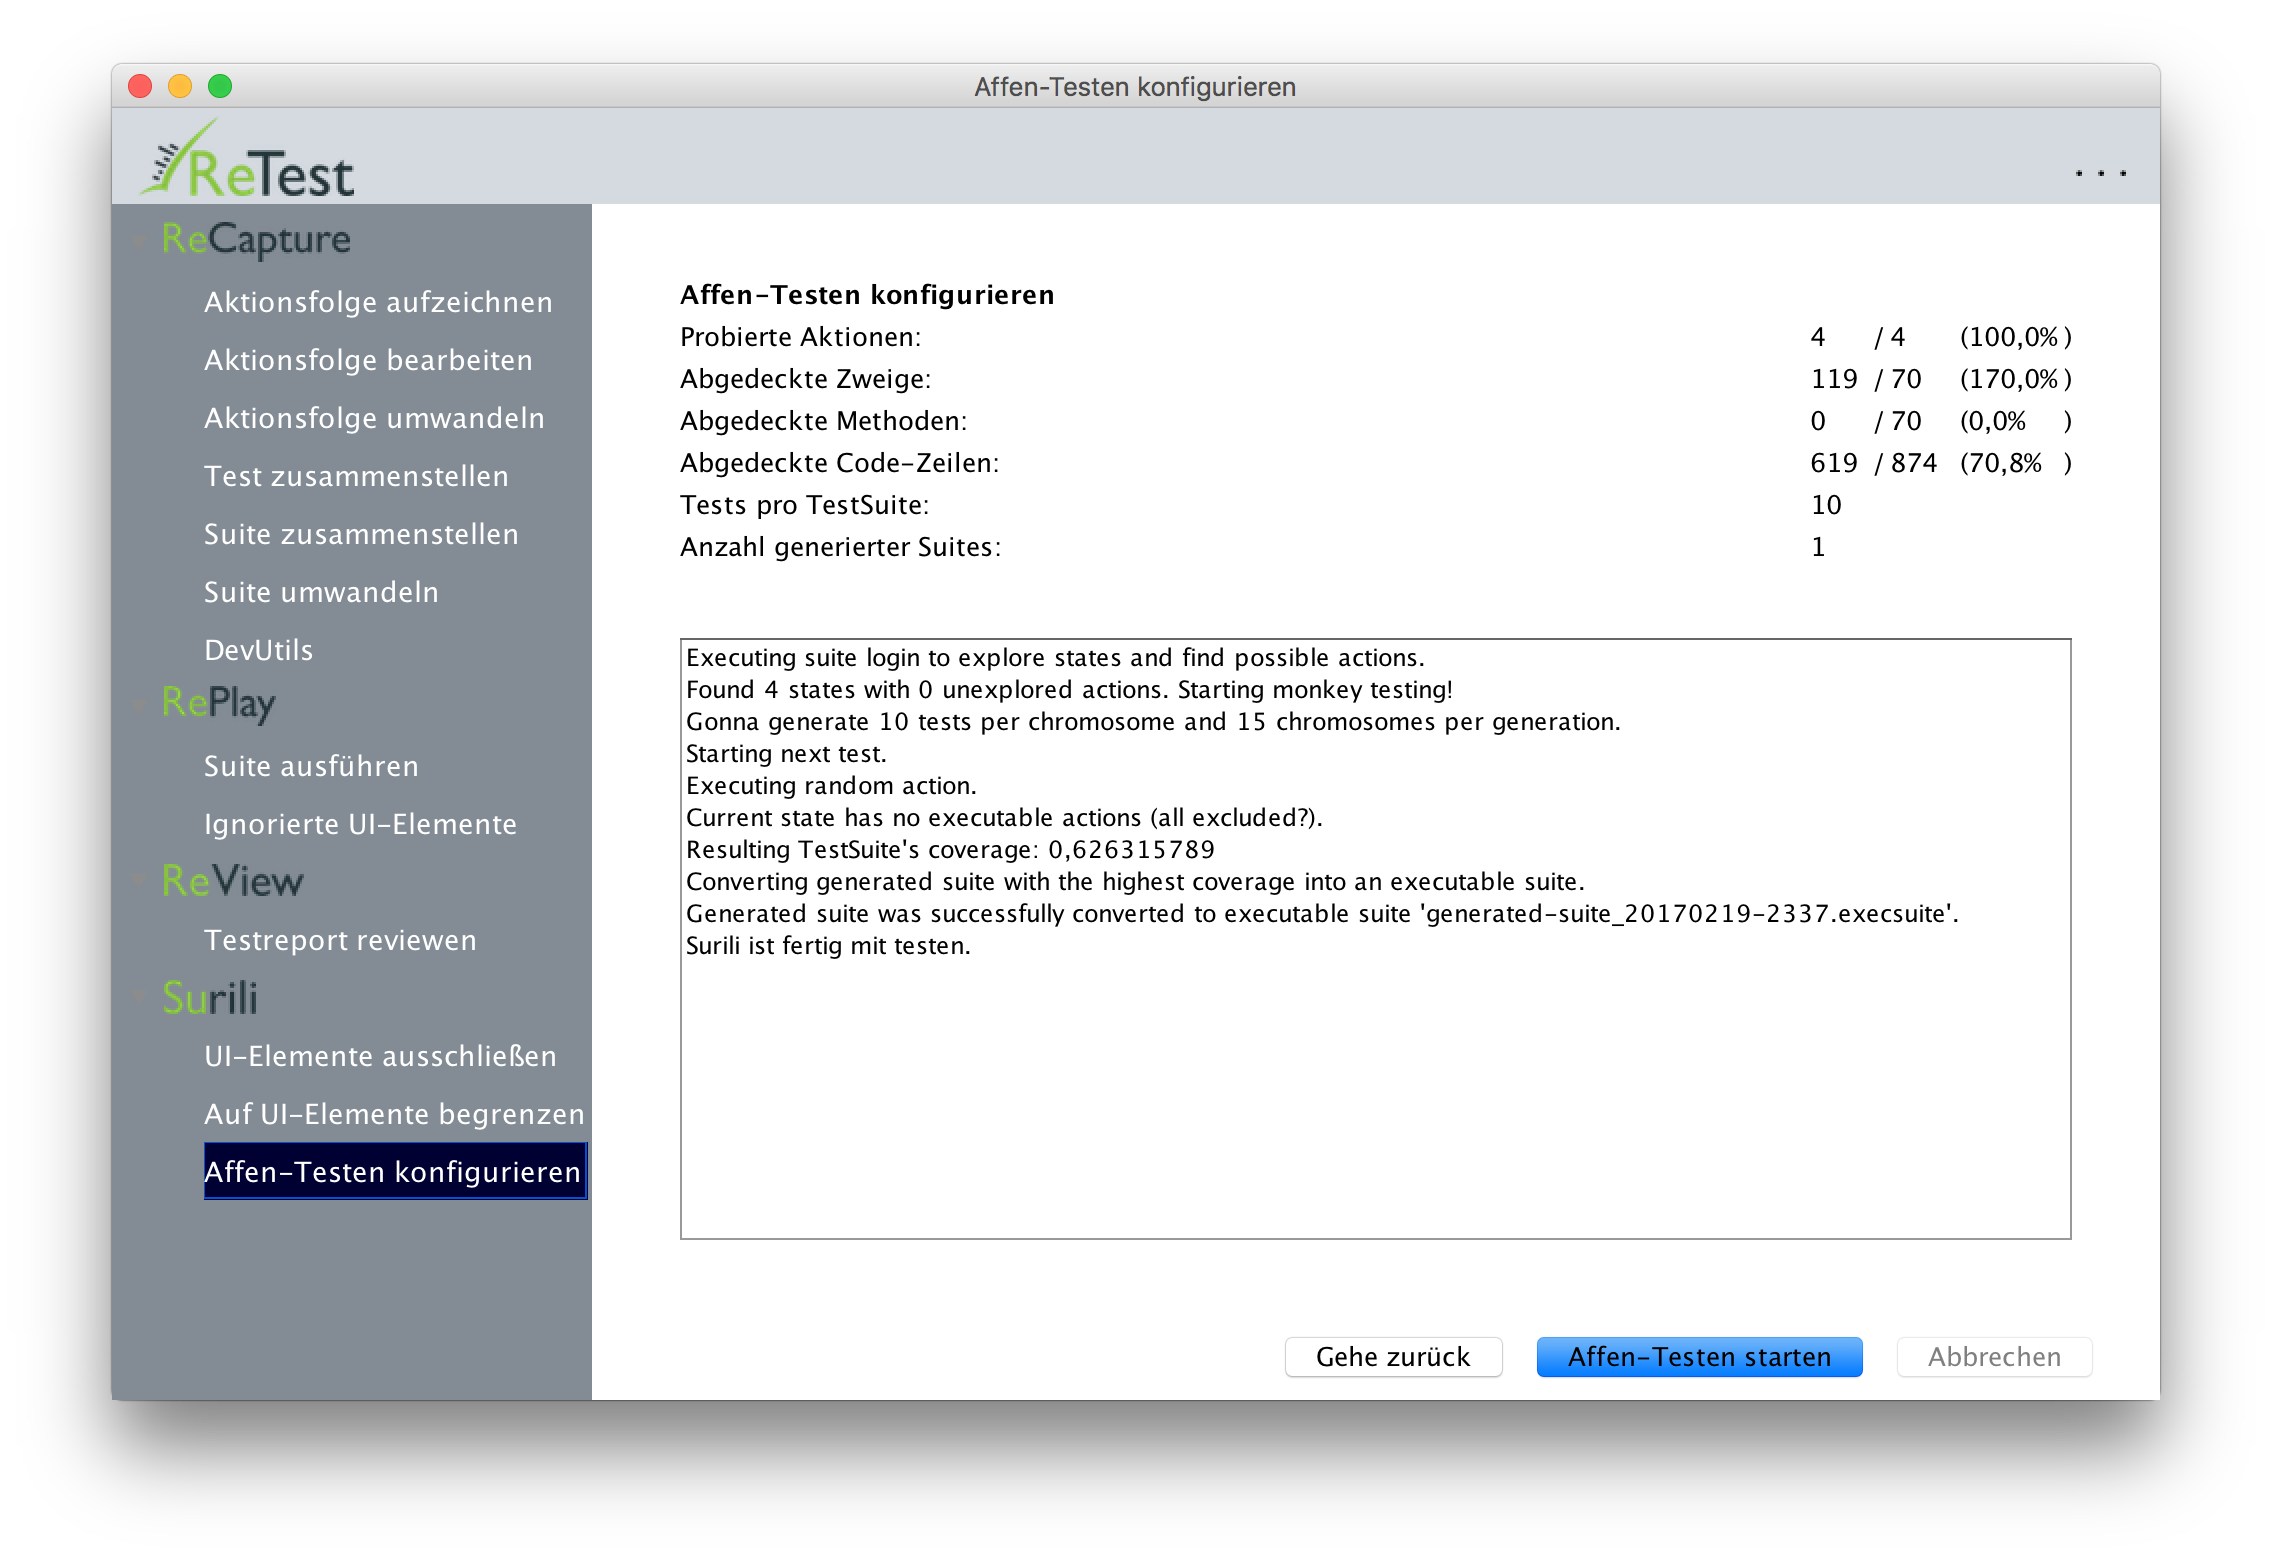 Affen-Testen konfigurieren
ReTest
...
ReCapture
Aktionsfolge aufzeichnen
Aktionsfolge bearbeiten
Aktionsfolge umwandeln
Test zusammenstellen
Suite zusammenstellen
Suite umwandeln
DevUtils
RePlay
Suite ausführen
Ignorierte UI-Elemente
ReView
Testreport reviewen
Surili
UI-Elemente ausschließen
Auf UI-Elemente begrenzen
Affen-Testen konfigurieren
Affen-Testen konfigurieren
Probierte Aktionen: 4 / 4 (100,0%)
Abgedeckte Zweige: 119 / 70 (170,0%)
Abgedeckte Methoden: 0 / 70 (0,0% )
Abgedeckte Code-Zeilen: 619 / 874 (70,8% )
Tests pro TestSuite: 10
Anzahl generierter Suites: 1
Executing suite login to explore states and find possible actions.
Found 4 states with 0 unexplored actions. Starting monkey testing!
Gonna generate 10 tests per chromosome and 15 chromosomes per generation.
Starting next test.
Executing random action.
Current state has no executable actions (all excluded?).
Resulting TestSuite's coverage: 0,626315789
Converting generated suite with the highest coverage into an executable suite.
Generated suite was successfully converted to executable suite 'generated-suite_20170219-2337.execsuite'.
Surili ist fertig mit testen.
Gehe zurück Affen-Testen starten Abbrechen